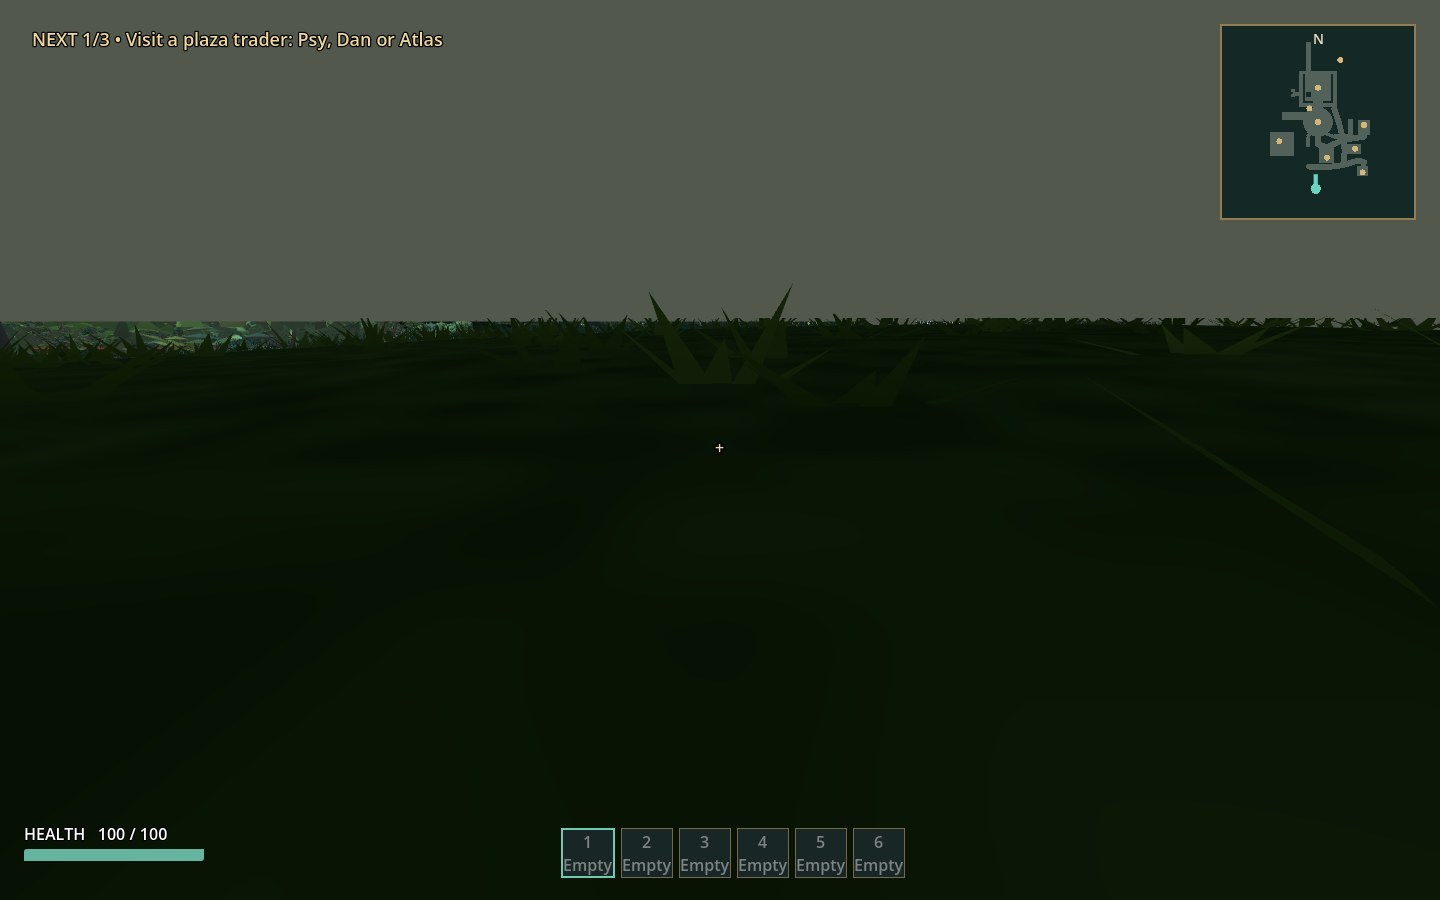 NEXT 1/3 • Visit a plaza trader: Psy, Dan or Atlas
N
+
HEALTH 100 / 100
1 2 3 4 5 6
Empty Empty Empty Empty Empty Empty